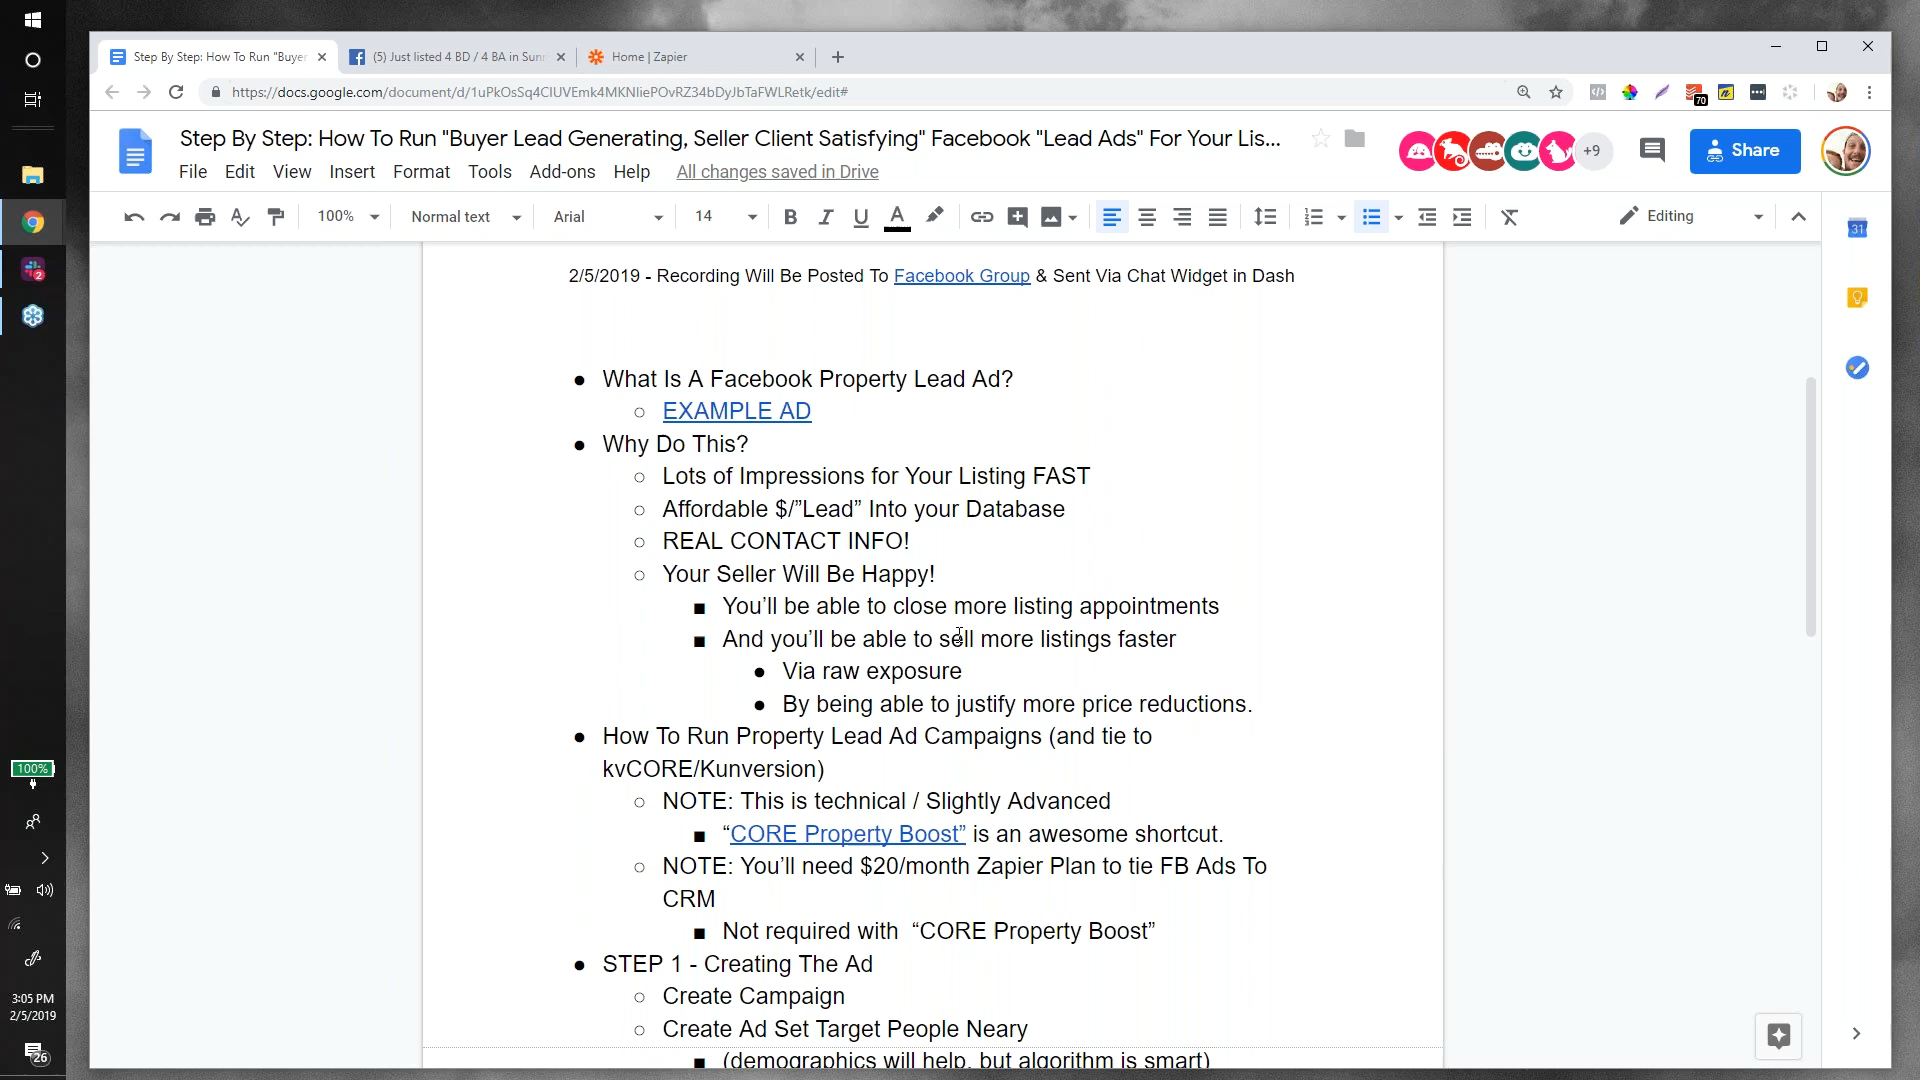 Step By Step: How To Run "Buyer
(5) Just listed 4 BD / 4 BA in Sunn
Home | Zapier
https://docs.google.com/document/d/1uPkOsSq4ClUVEmk4MKNliePOvRZ34bDyJbTaFWLRetk/edit#
70
Step By Step: How To Run "Buyer Lead Generating, Seller Client Satisfying" Facebook "Lead Ads" For Your Lis...
+9
Share
File Edit View Insert Format Tools Add-ons Help All changes saved in Drive
100% Normal text Arial 14 B I U A Editing
31
2
2/5/2019 - Recording Will Be Posted To Facebook Group & Sent Via Chat Widget in Dash
● What Is A Facebook Property Lead Ad?
○ EXAMPLE AD
● Why Do This?
○ Lots of Impressions for Your Listing FAST
○ Affordable $/”Lead” Into your Database
○ REAL CONTACT INFO!
○ Your Seller Will Be Happy!
■ You’ll be able to close more listing appointments
■ And you’ll be able to sell more listings faster
● Via raw exposure
● By being able to justify more price reductions.
● How To Run Property Lead Ad Campaigns (and tie to
kvCORE/Kunversion)
○ NOTE: This is technical / Slightly Advanced
■ “CORE Property Boost” is an awesome shortcut.
○ NOTE: You’ll need $20/month Zapier Plan to tie FB Ads To
CRM
■ Not required with “CORE Property Boost”
● STEP 1 - Creating The Ad
○ Create Campaign
○ Create Ad Set Target People Neary
■ (demographics will help, but algorithm is smart)
100%
3:05 PM
2/5/2019
26